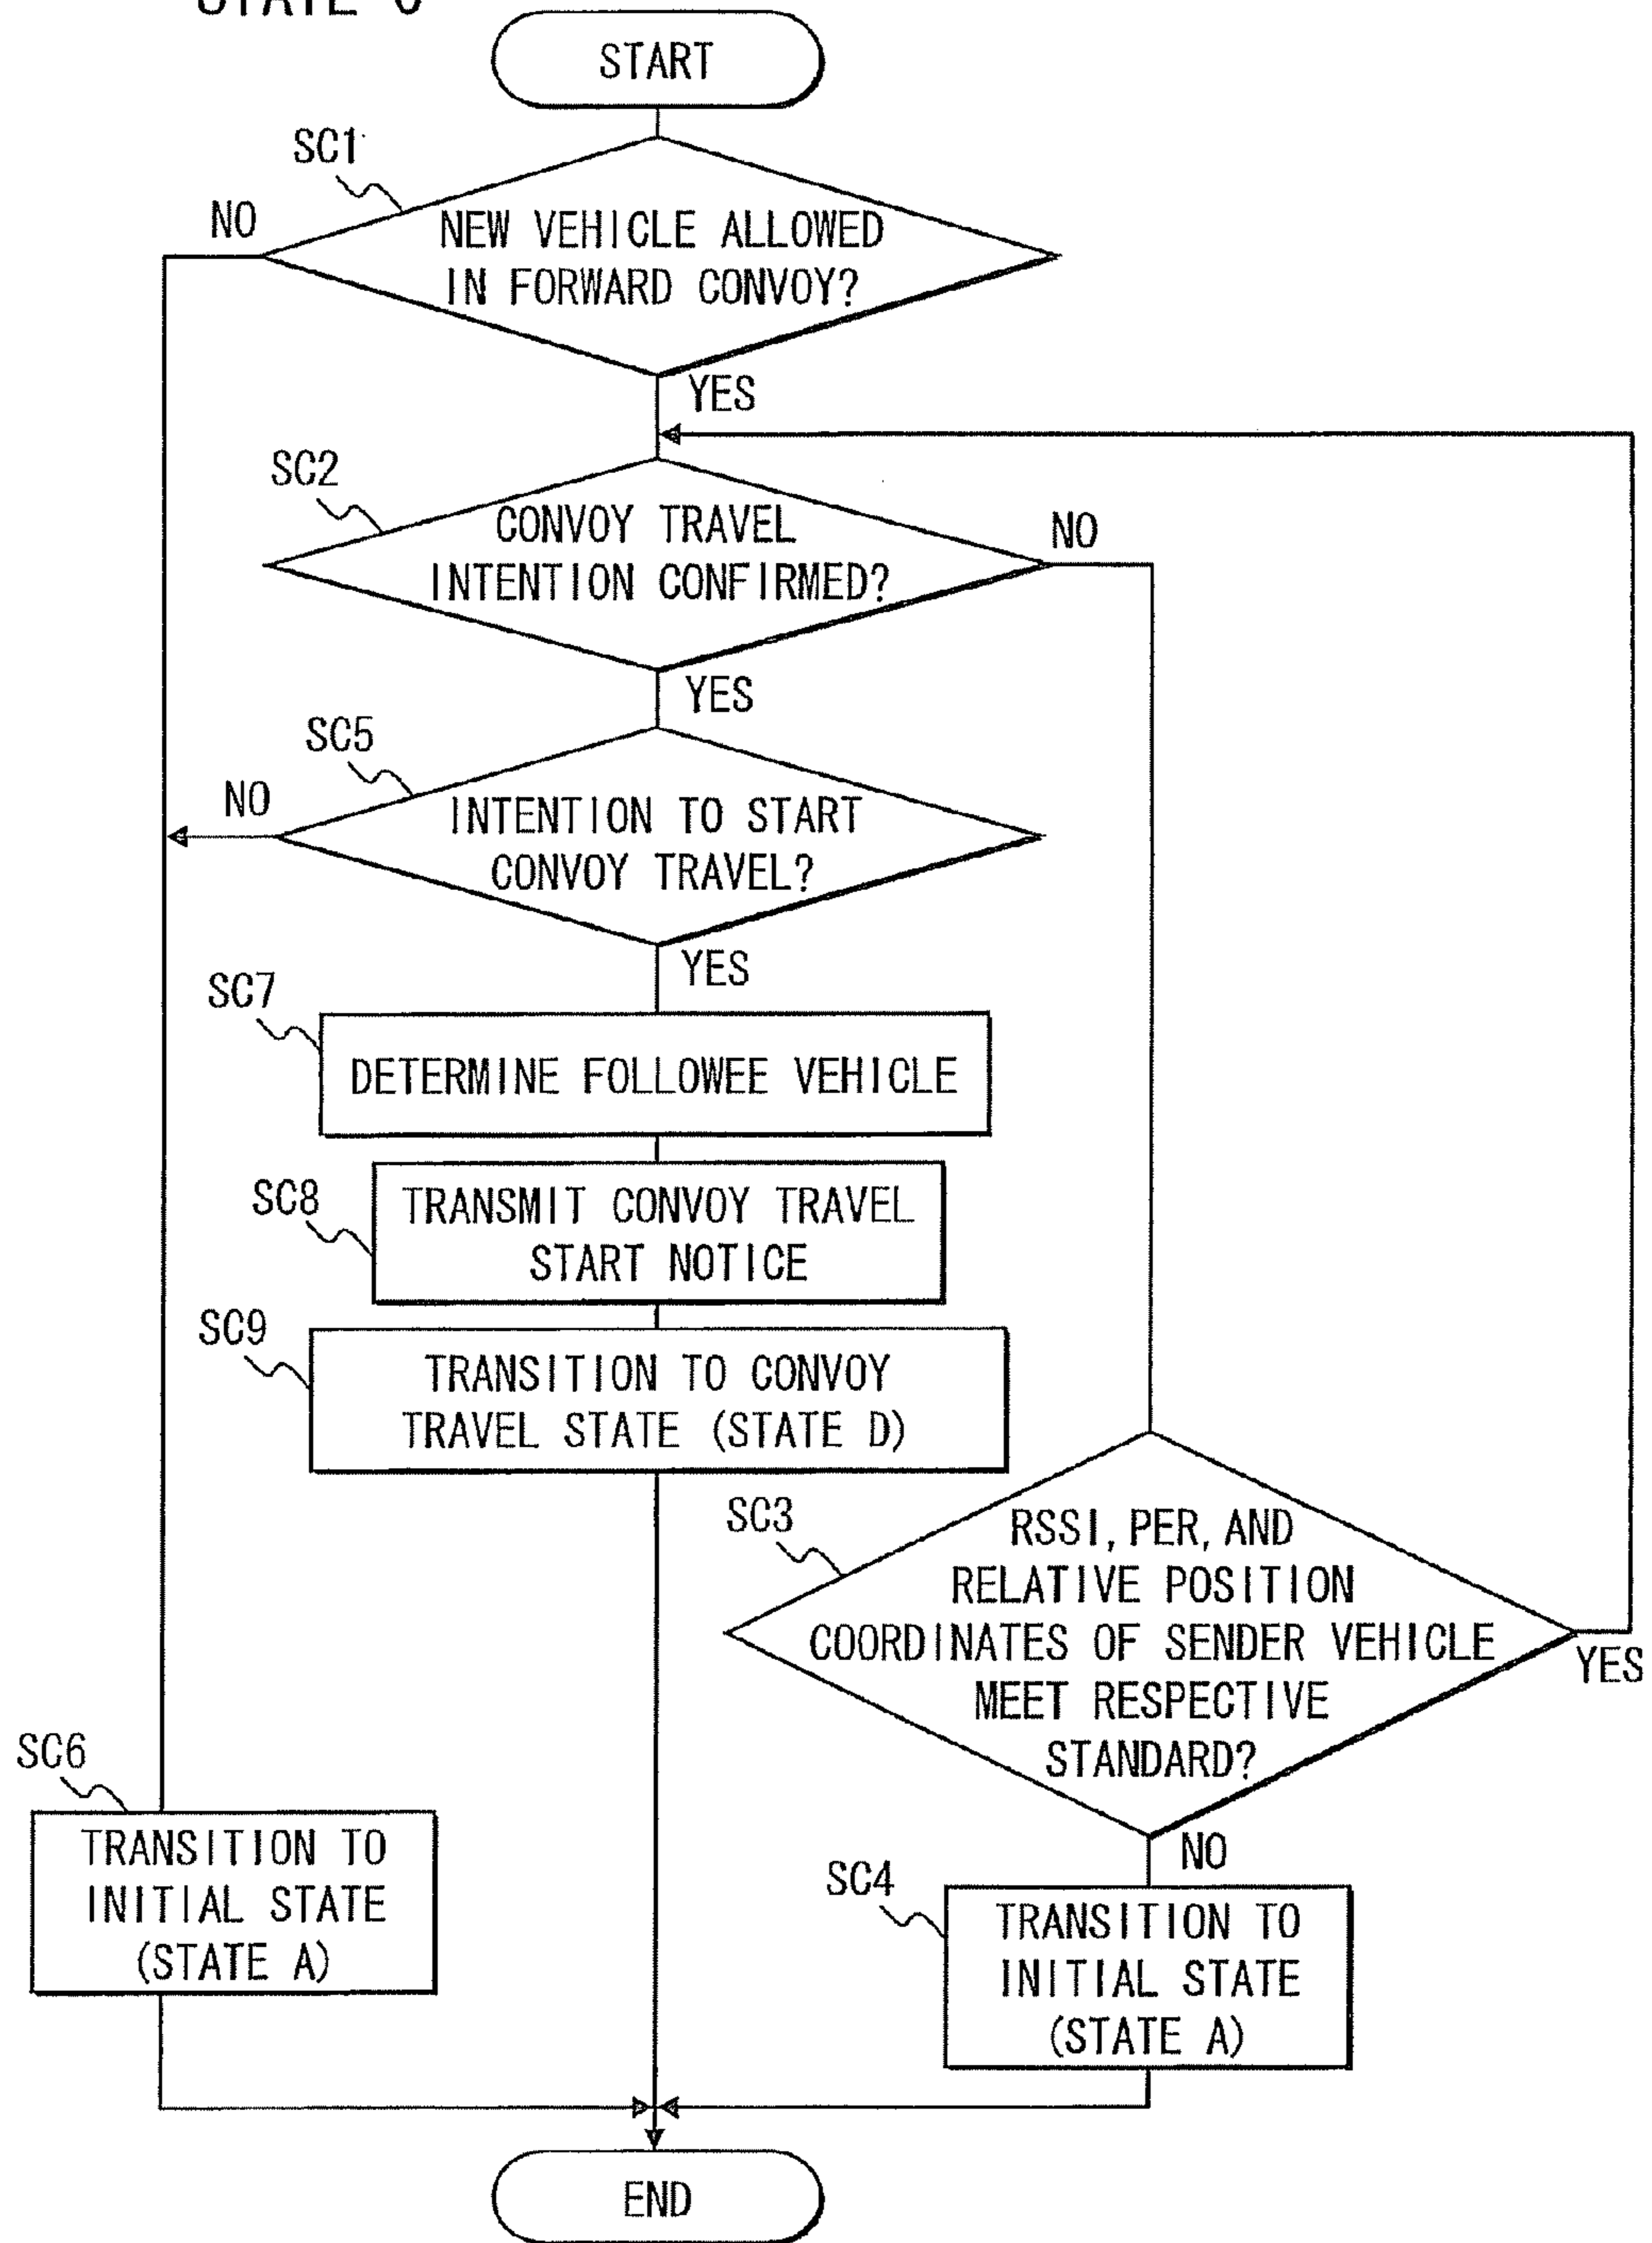 START
SC1
NO
NEW VEHICLE ALLOWED
IN FORWARD CONVOY?
YES
SC2
CONVOY TRAVEL
INTENTION CONFIRMED?
NO
YES
SC5
NO
INTENTION TO START
CONVOY TRAVEL?
YES
SC7
DETERMINE FOLLOWEE VEHICLE
SC8
TRANSMIT CONVOY TRAVEL
START NOTICE
SC9
TRANSITION TO CONVOY
TRAVEL STATE (STATE D)
SC3
RSSI, PER, AND
RELATIVE POSITION
COORDINATES OF SENDER VEHICLE
MEET RESPECTIVE
STANDARD?
YES
NO
SC6
TRANSITION TO
INITIAL STATE
(STATE A)
SC4
TRANSITION TO
INITIAL STATE
(STATE A)
END